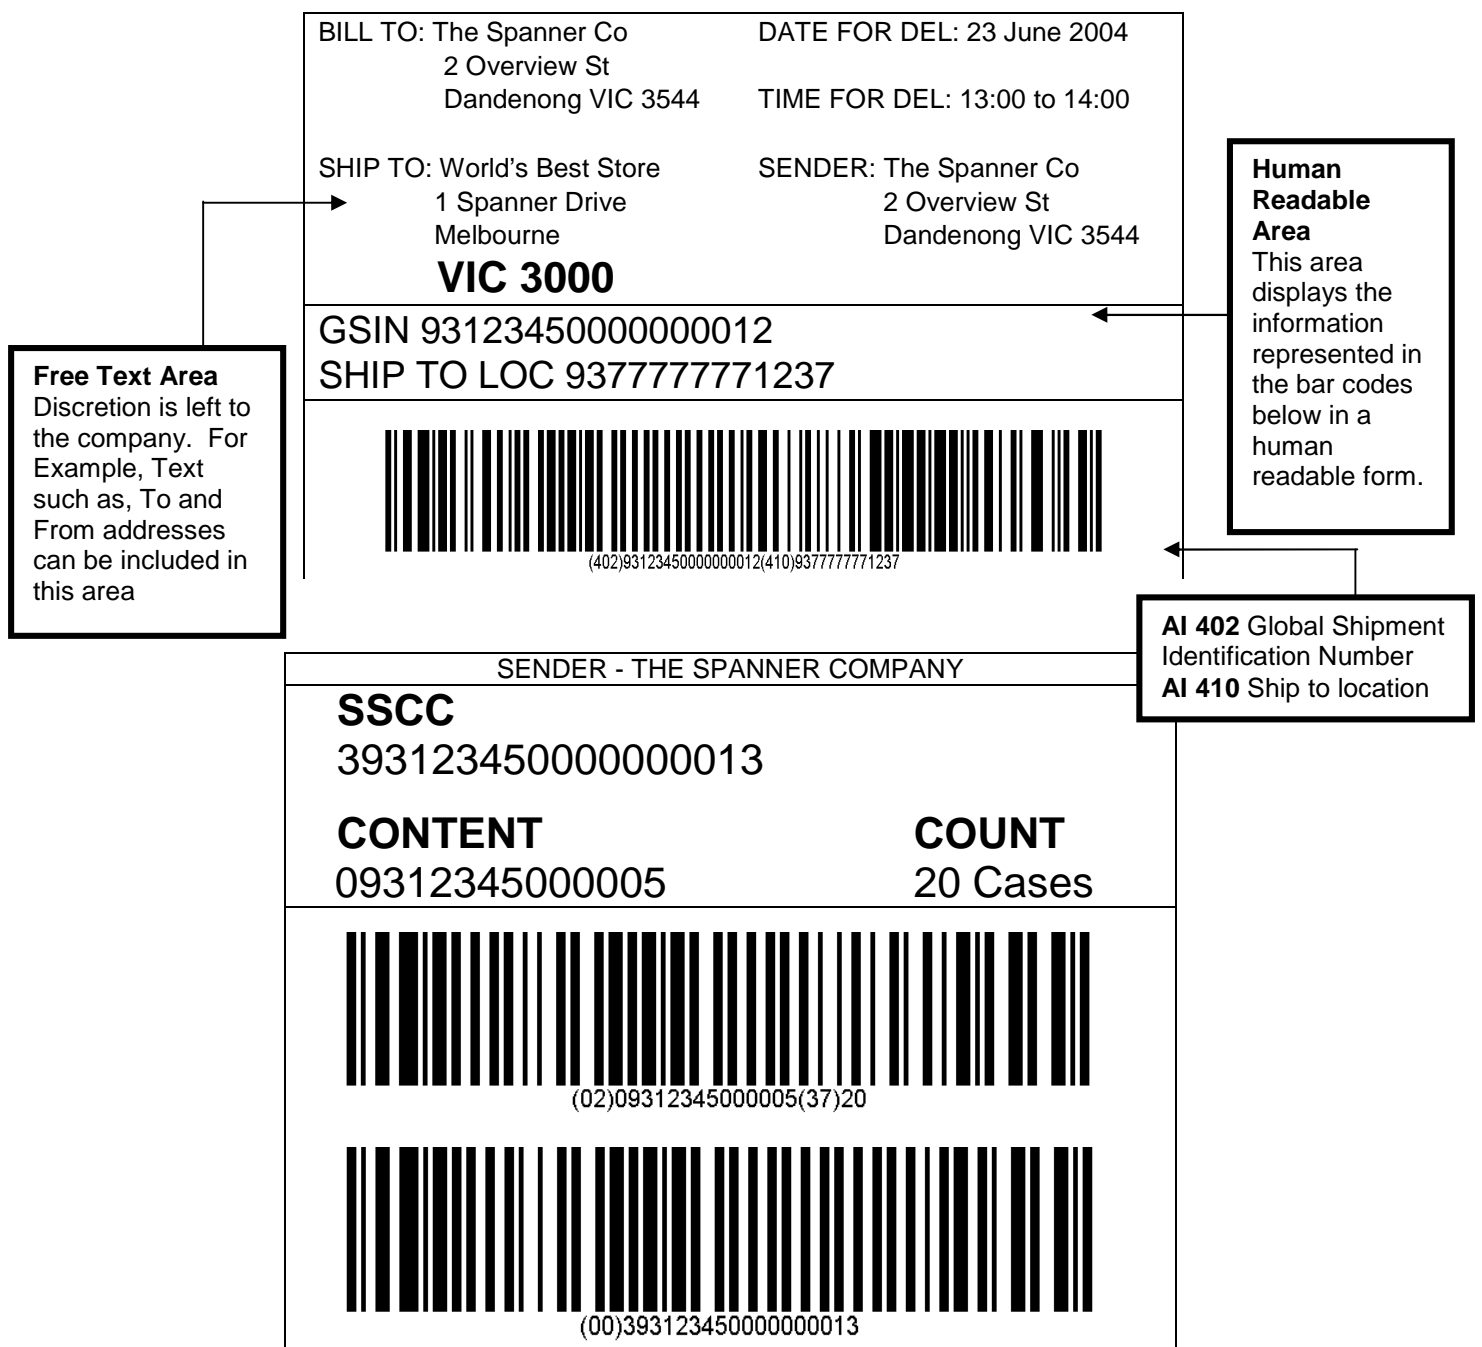 BILL TO: The Spanner Co
2 Overview St
Dandenong VIC 3544
DATE FOR DEL: 23 June 2004
TIME FOR DEL: 13:00 to 14:00
SHIP TO: World's Best Store
1 Spanner Drive
Melbourne
VIC 3000
SENDER: The Spanner Co
2 Overview St
Dandenong VIC 3544
Human
Readable
Area
This area
displays the
information
represented in
the bar codes
below in a
human
readable form.
GSIN 93123450000000012
SHIP TO LOC 9377777771237
Free Text Area
Discretion is left to
the company.  For
Example, Text
such as, To and
From addresses
can be included in
this area
(402)93123450000000012(410)9377777771237
AI 402 Global Shipment
Identification Number
AI 410 Ship to location
SENDER - THE SPANNER COMPANY
SSCC
393123450000000013
CONTENT
09312345000005
COUNT
20 Cases
(02)09312345000005(37)20
(00)393123450000000013